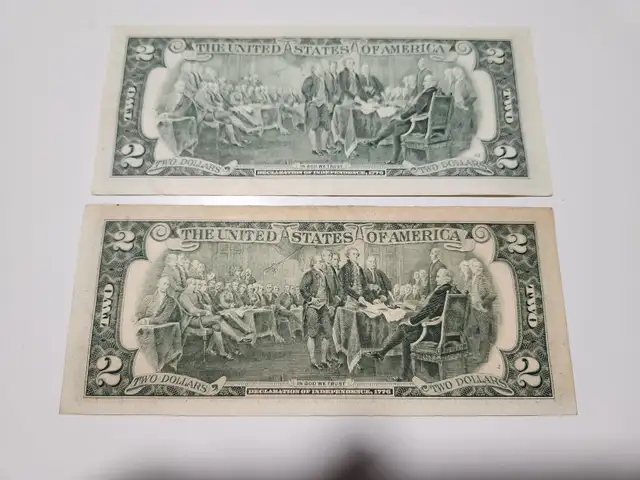 2 THE UNITED STATES OF AMERICA 2
TWO TWO
2 TWO DOLLARS IN GOD WE TRUST TWO DOLLARS 2
DECLARATION OF INDEPENDENCE, 1776
2 THE UNITED STATES OF AMERICA 2
TWO TWO
2 TWO DOLLARS IN GOD WE TRUST TWO DOLLARS 2
DECLARATION OF INDEPENDENCE, 1776